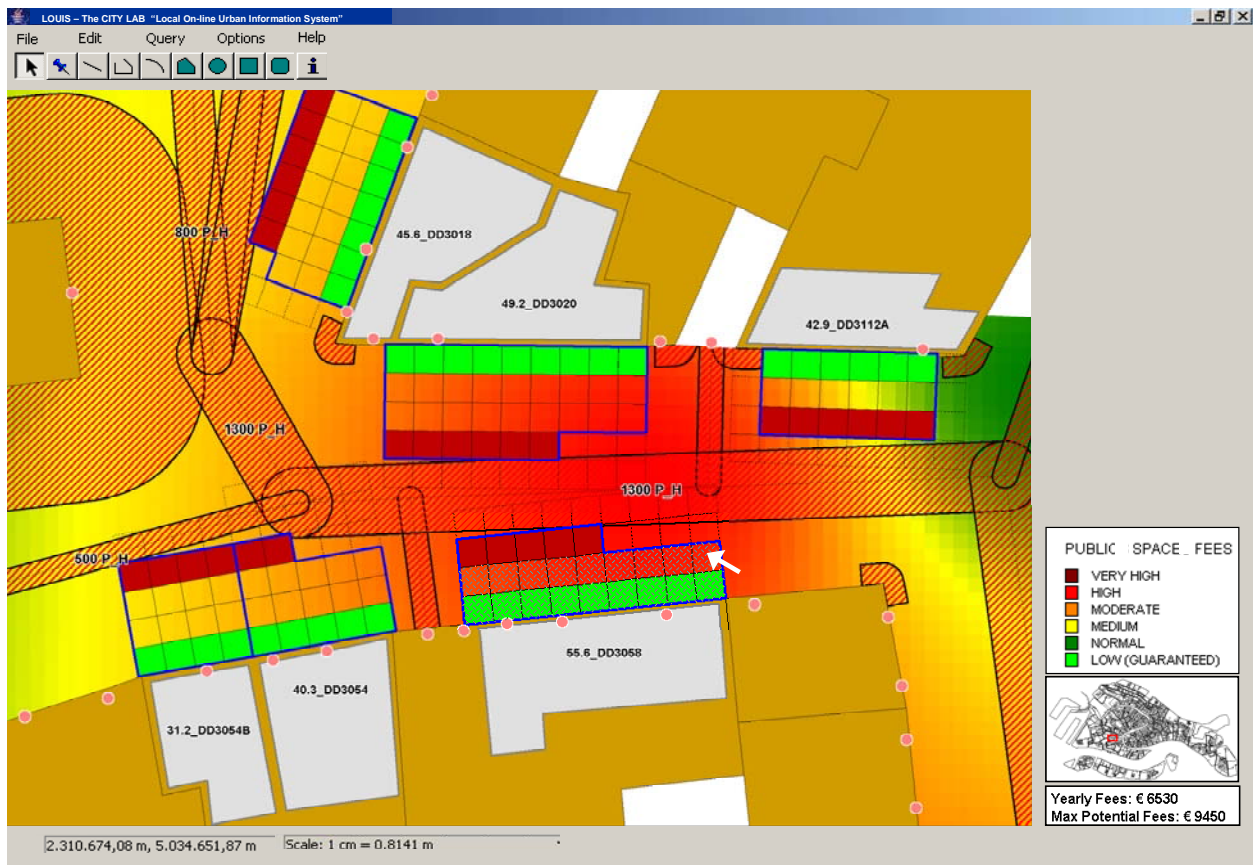 LOUIS – The CITY LAB “Local On-line Urban Information System”
File Edit Query Options Help
800 P_H
45.6_DD3018
49.2_DD3020
42.9_DD3112A
1300 P_H
1300 P_H
500 P_H
55.6_DD3058
40.3_DD3054
31.2_DD3054B
PUBLIC SPACE_ FEES
VERY HIGH
HIGH
MODERATE
MEDIUM
NORMAL
LOW (GUARANTEED)
Yearly Fees: € 6530
Max Potential Fees: € 9450
2.310.674,08 m, 5.034.651,87 m Scale: 1 cm = 0.8141 m